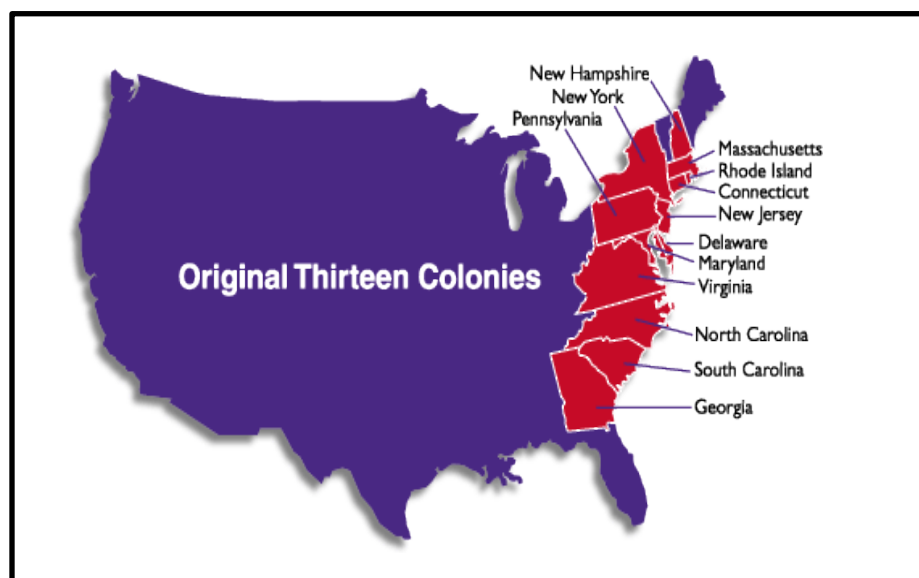 New Hampshire
New York
Pennsylvania
Massachusetts
Rhode Island
Connecticut
New Jersey
Delaware
Maryland
Virginia
Original Thirteen Colonies
North Carolina
South Carolina
Georgia